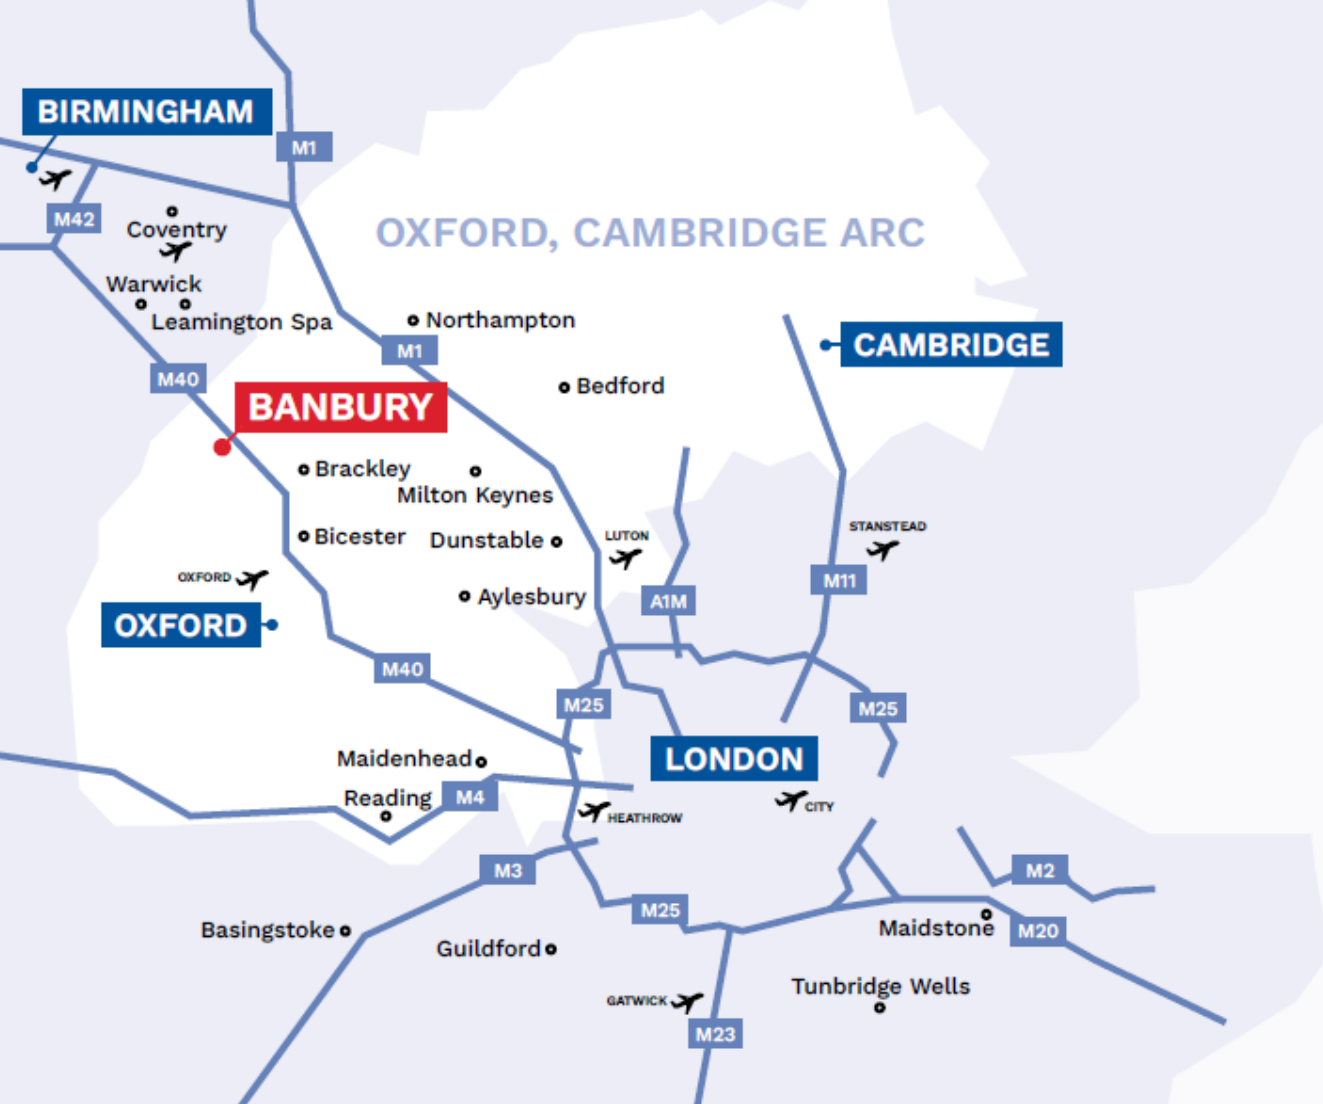 BIRMINGHAM
M1
M42
Coventry
OXFORD, CAMBRIDGE ARC
Warwick
Leamington Spa
Northampton
M1
CAMBRIDGE
M40
Bedford
BANBURY
Brackley
Milton Keynes
STANSTEAD
Bicester
Dunstable
LUTON
OXFORD
M11
Aylesbury
A1M
OXFORD
M40
M25
M25
Maidenhead
LONDON
Reading
M4
CITY
HEATHROW
M3
M2
M25
Basingstoke
Maidstone
M20
Guildford
Tunbridge Wells
GATWICK
M23